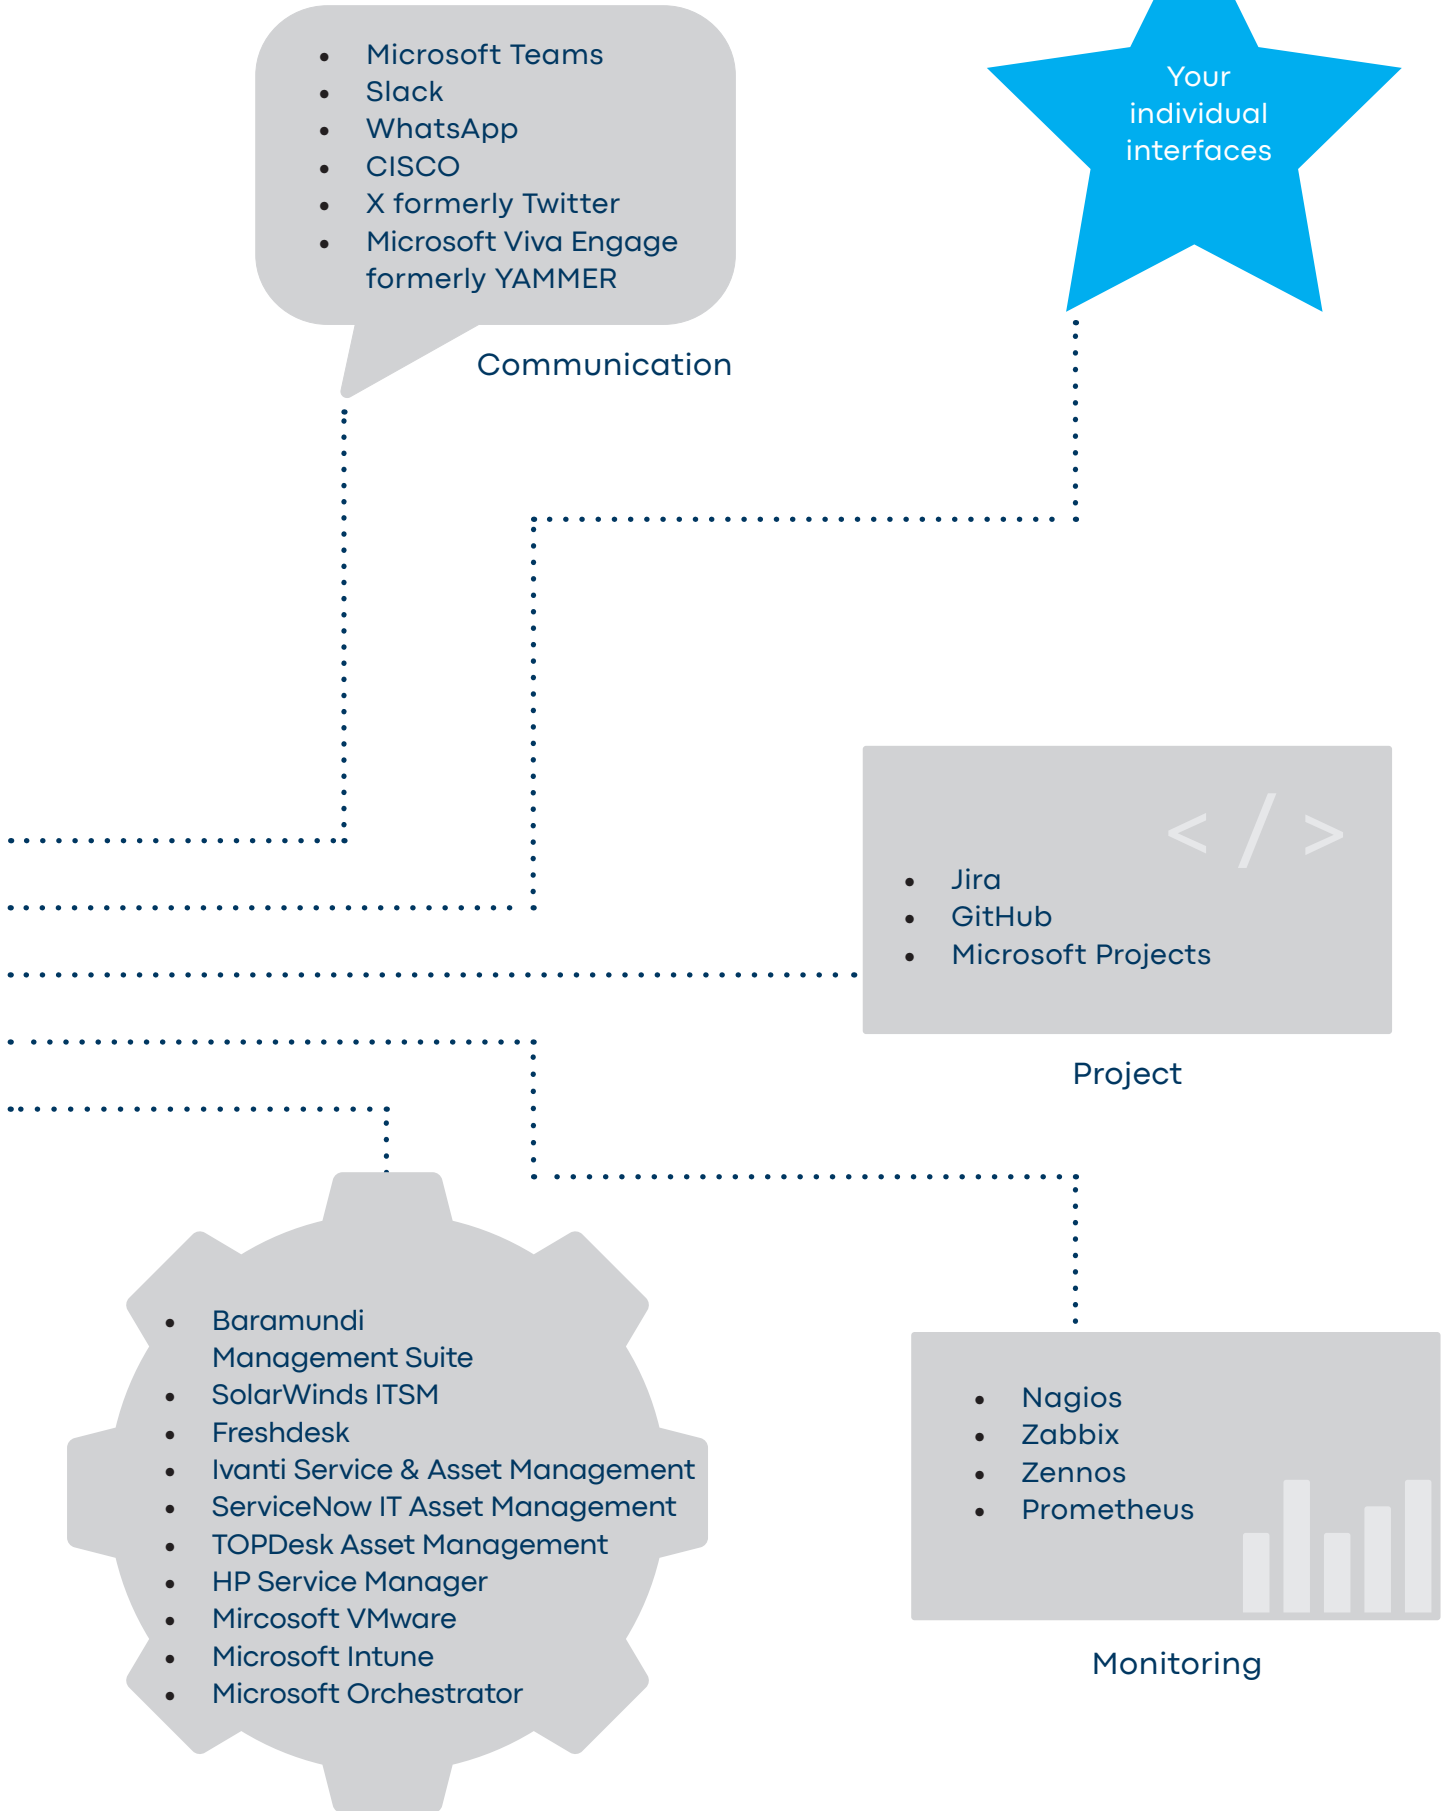 • Microsoft Teams
• Slack
• WhatsApp
• CISCO
• X formerly Twitter
• Microsoft Viva Engage
formerly YAMMER
Communication
Your
individual
interfaces
< / >
• Jira
• GitHub
• Microsoft Projects
Project
• Baramundi
Management Suite
• SolarWinds ITSM
• Freshdesk
• Ivanti Service & Asset Management
• ServiceNow IT Asset Management
• TOPDesk Asset Management
• HP Service Manager
• Mircosoft VMware
• Microsoft Intune
• Microsoft Orchestrator
• Nagios
• Zabbix
• Zennos
• Prometheus
Monitoring